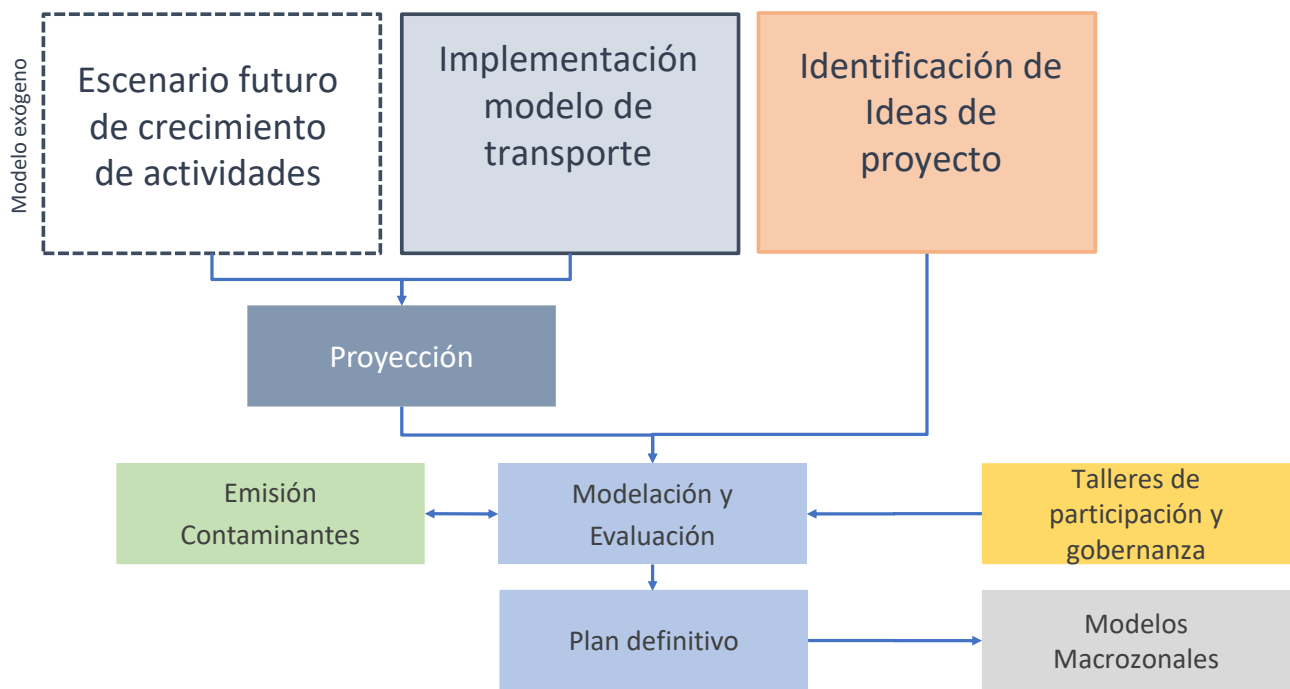 Modelo exógeno
Escenario futuro
de crecimiento
de actividades
Implementación
modelo de
transporte
Identificación de
Ideas de
proyecto
Proyección
Emisión
Contaminantes
Modelación y
Evaluación
Talleres de
participación y
gobernanza
Plan definitivo
Modelos
Macrozonales